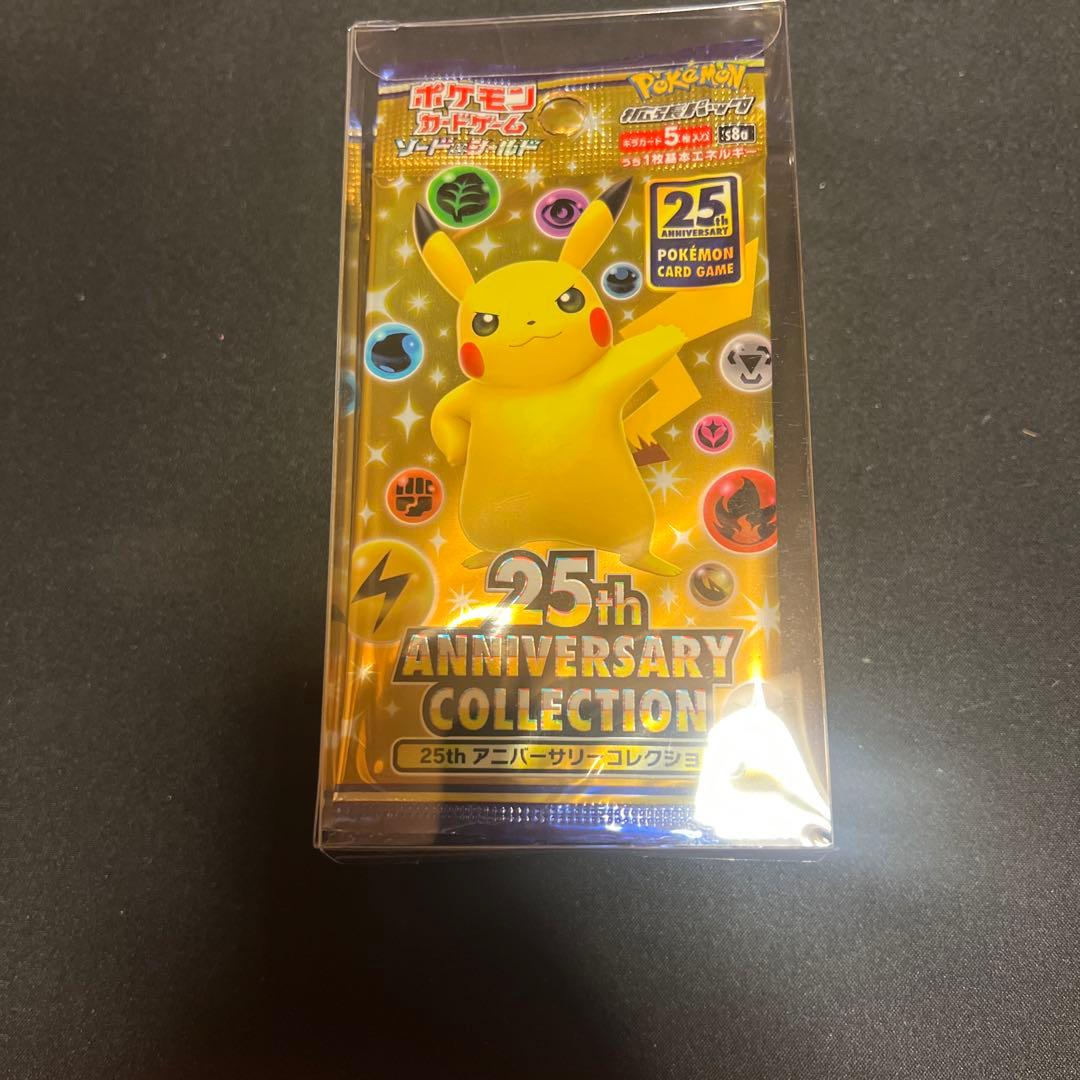 ポケモン
カードゲーム
ソード&シールド
POKÉMON
拡張パック
キラカード5枚入り
s8a
うち1枚基本エネルギー
25th
ANNIVERSARY
POKÉMON
CARD GAME
25th
ANNIVERSARY
COLLECTION
25th アニバーサリーコレクショ